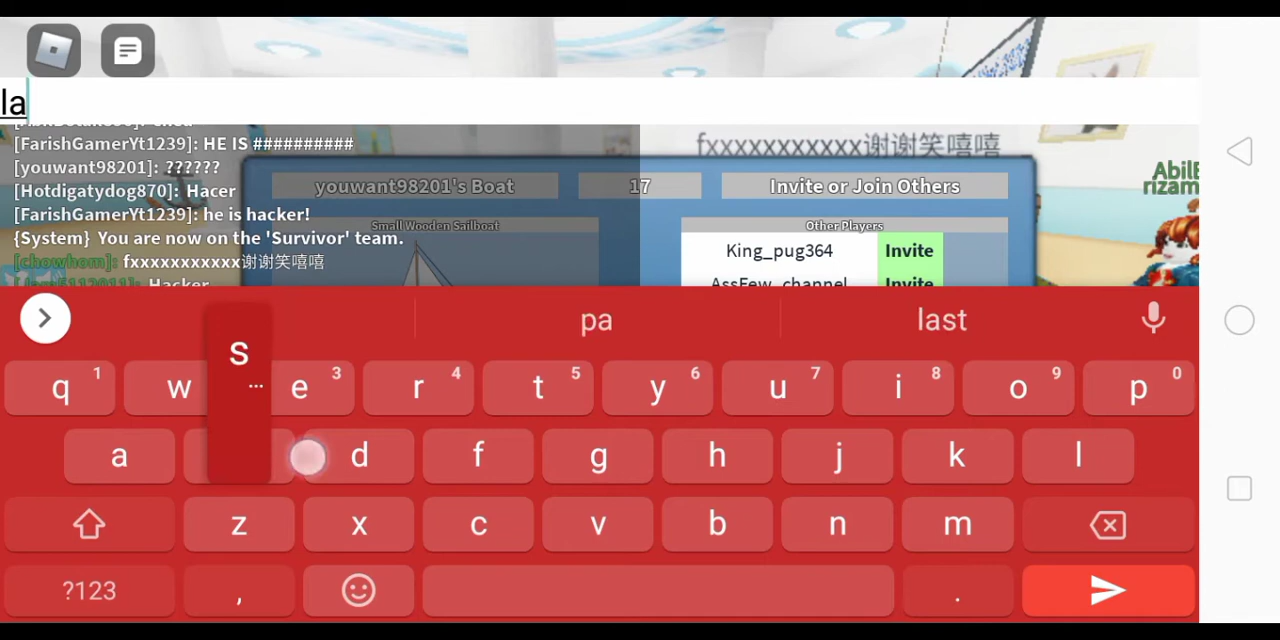 la
[FarishGamerYt1239]: HE IS ##########
[youwant98201]: ??????
[Hotdigatydog870]: Hacer
[FarishGamerYt1239]: he is hacker!
{System} You are now on the 'Survivor' team.
[chowhom]: fxxxxxxxxxxx谢谢笑嘻嘻
Hacker
fxxxxxxxxxxx谢谢笑嘻嘻
youwant98201's Boat
17
Invite or Join Others
Small Wooden Sailboat
Other Players
King_pug364
Invite
AssFew_channel
Invite
pa
last
s
...
q 1
w
e 3
r 4
t 5
y 6
u 7
i 8
o 9
p 0
a
d
f
g
h
j
k
l
z
x
c
v
b
n
m
?123
,
.